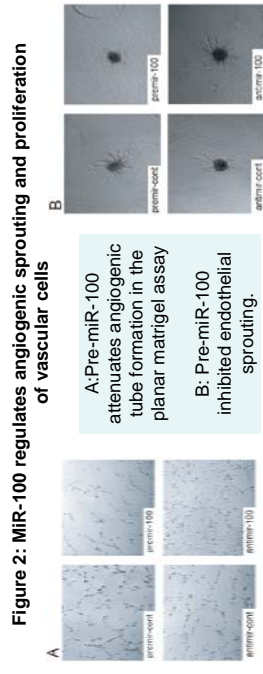 Figure 2: MiR-100 regulates angiogenic sprouting and proliferation
of vascular cells
A
premir-cont
premir-100
antimir-cont
antimir-100
A:Pre-miR-100
attenuates angiogenic
tube formation in the
planar matrigel assay
B: Pre-miR-100
inhibited endothelial
sprouting.
B
premir-cont
premir-100
antimir-cont
antimir-100